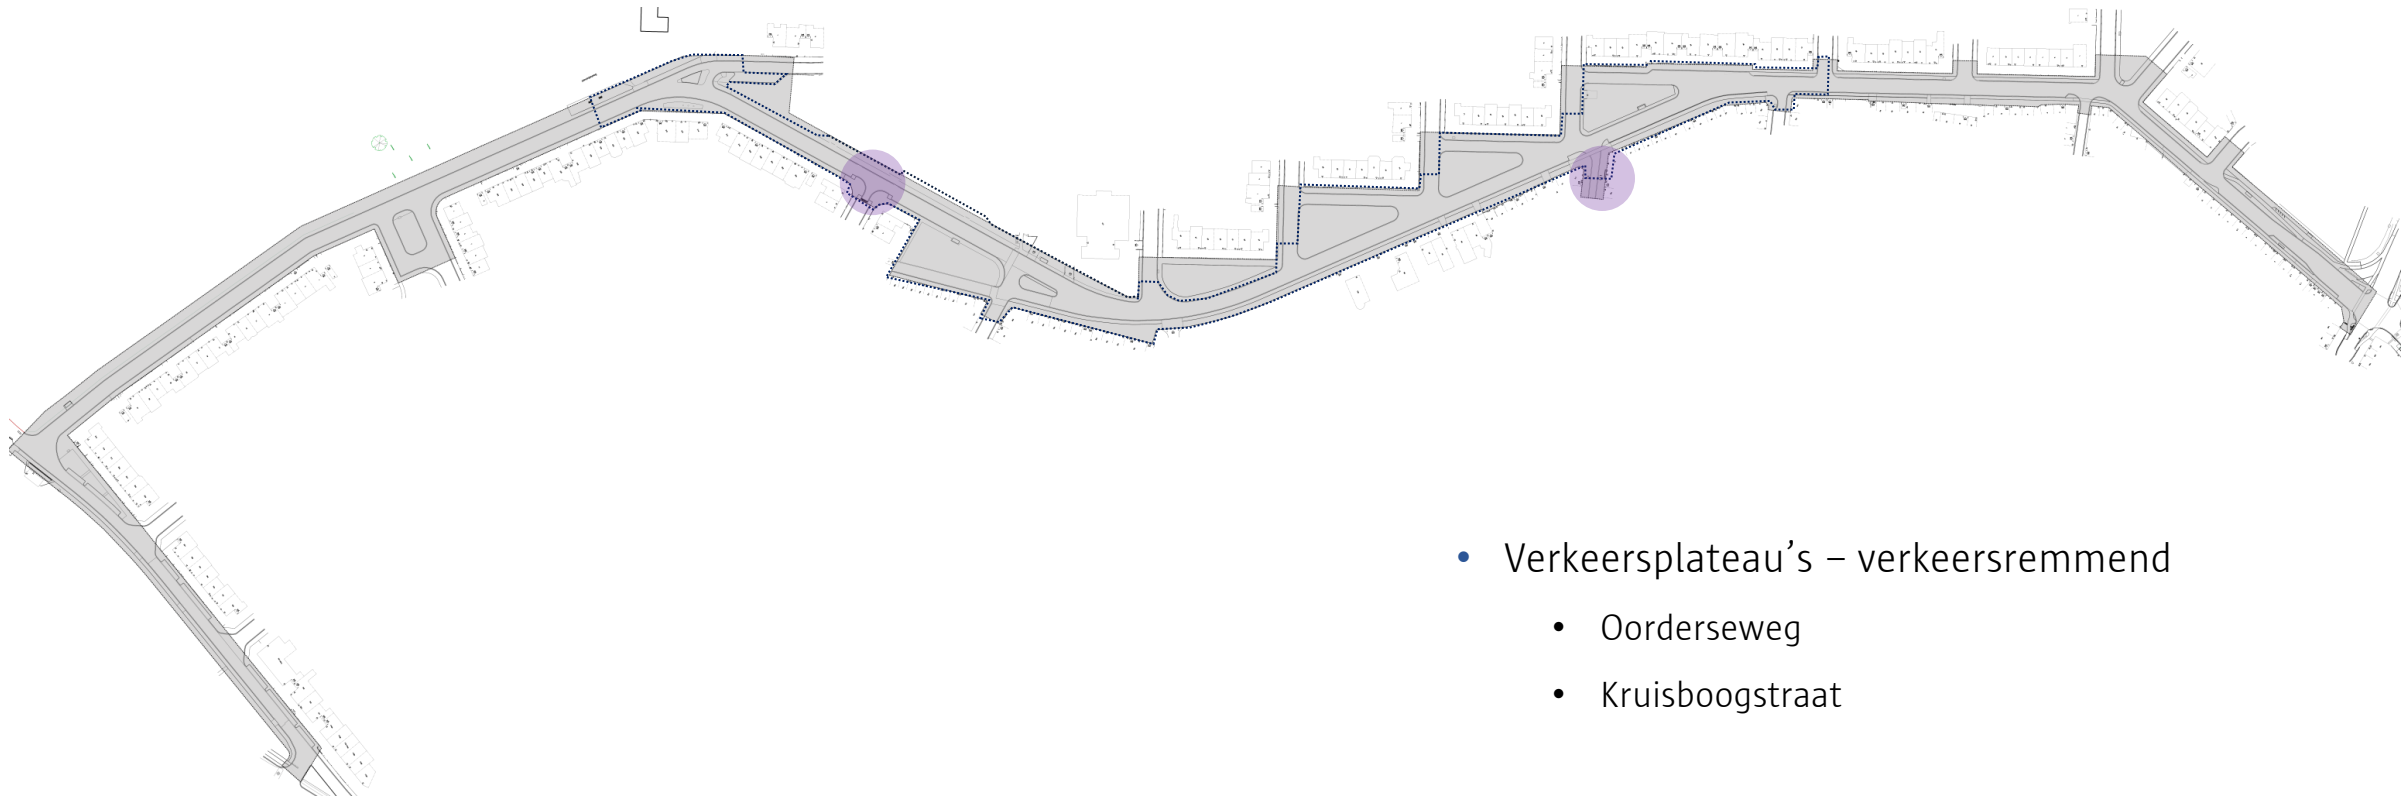 • Verkeersplateau’s – verkeersremmend
• Oorderseweg
• Kruisboogstraat